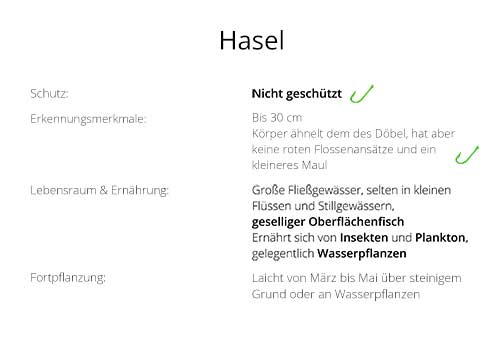 Hasel
Schutz:
Nicht geschützt
Erkennungsmerkmale:
Bis 30 cm
Körper ähnelt dem des Döbel, hat aber
keine roten Flossenansätze und ein
kleineres Maul
Lebensraum & Ernährung:
Große Fließgewässer, selten in kleinen
Flüssen und Stillgewässern,
geselliger Oberflächenfisch
Ernährt sich von Insekten und Plankton,
gelegentlich Wasserpflanzen
Fortpflanzung:
Laicht von März bis Mai über steinigem
Grund oder an Wasserpflanzen